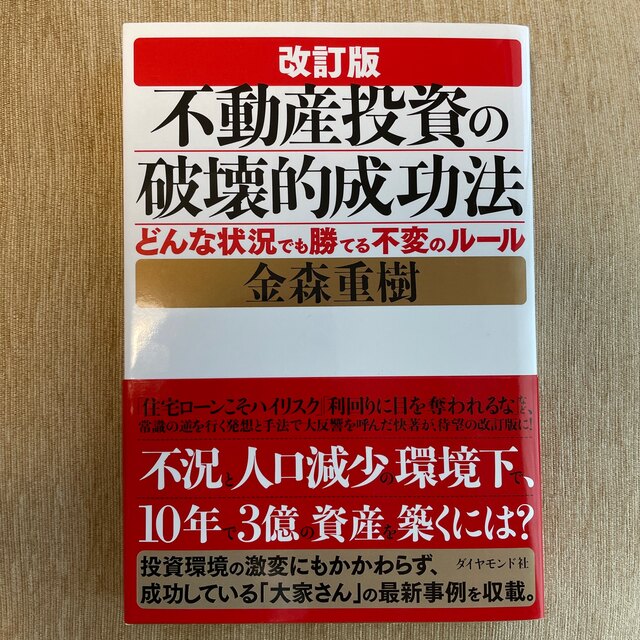 改訂版
不動産投資の
破壊的成功法
どんな状況でも勝てる不変のルール
金森重樹
「住宅ローンこそハイリスク」「利回りに目を奪われるな」など、
常識の逆を行く発想と手法で大反響を呼んだ快著が、待望の改訂版に!
不況と人口減少の環境下で、
10年で3億の資産を築くには?
投資環境の激変にもかかわらず、
成功している「大家さん」の最新事例を収載。
ダイヤモンド社